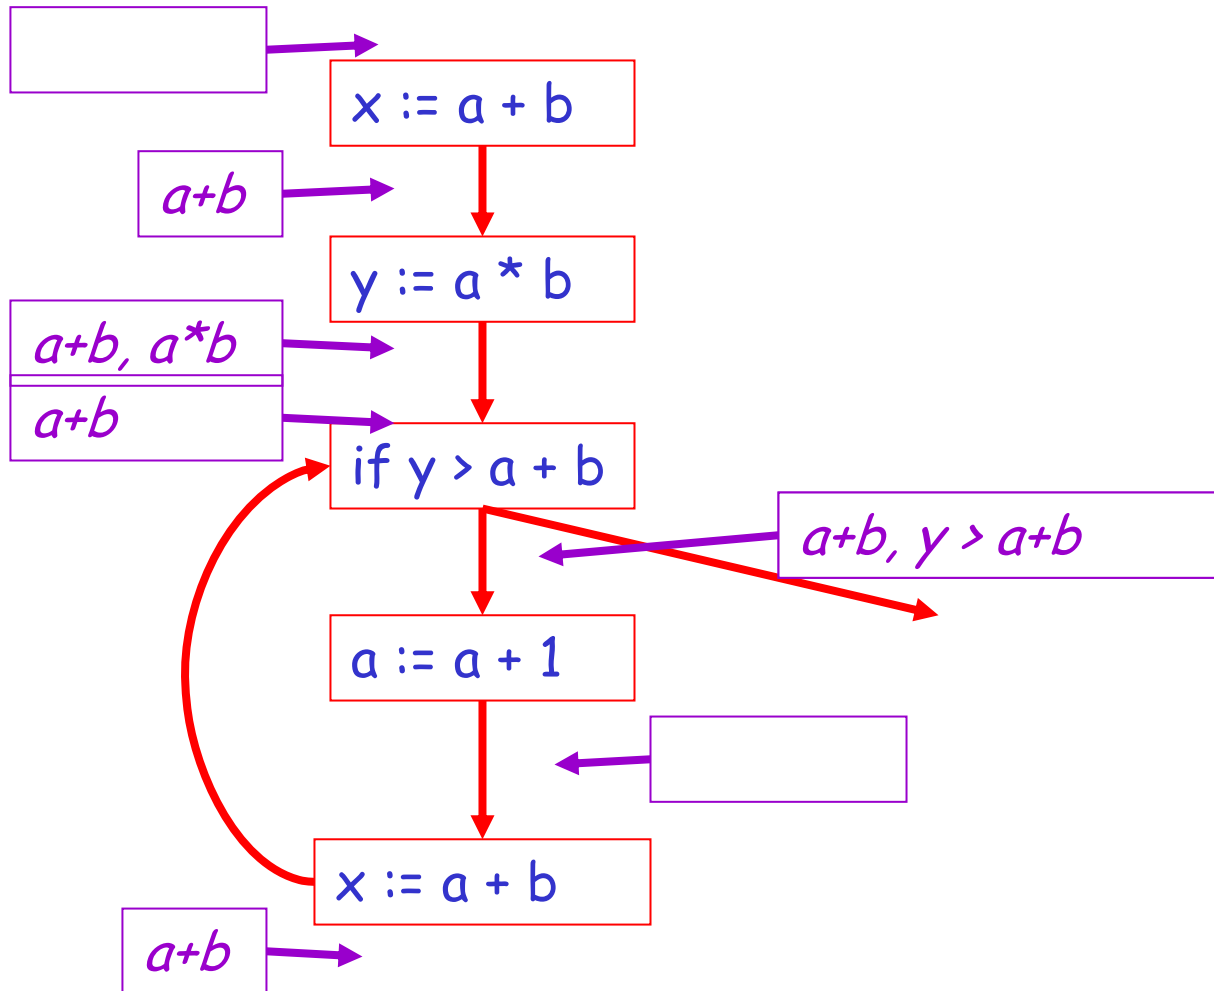 x := a + b
a+b
y := a * b
a+b, a*b
a+b
if y > a + b
a+b, y > a+b
a := a + 1
x := a + b
a+b